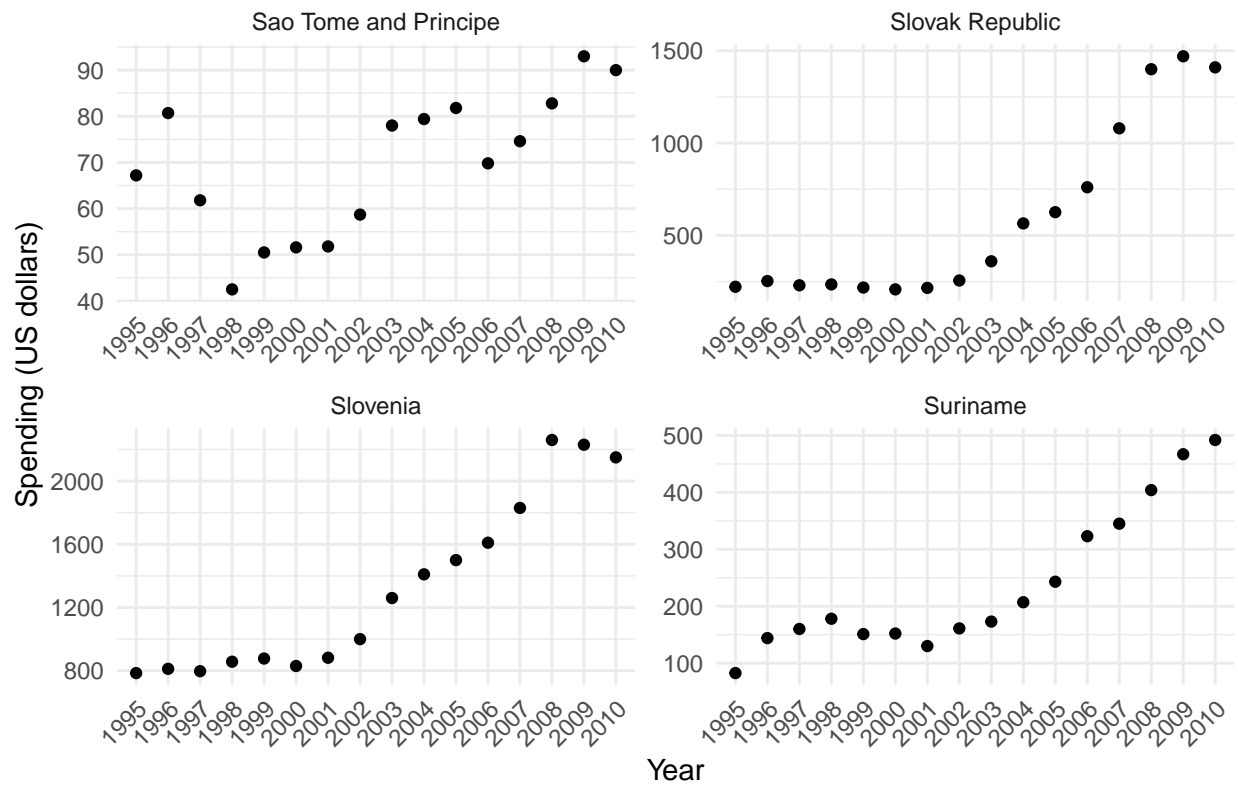 Sao Tome and Principe
Slovak Republic
90
80
70
60
50
40
1500
1000
500
1995 1996 1997 1998 1999 2000 2001 2002 2003 2004 2005 2006 2007 2008 2009 2010
1995 1996 1997 1998 1999 2000 2001 2002 2003 2004 2005 2006 2007 2008 2009 2010
Spending (US dollars)
Slovenia
Suriname
2000
1600
1200
800
500
400
300
200
100
1995 1996 1997 1998 1999 2000 2001 2002 2003 2004 2005 2006 2007 2008 2009 2010
1995 1996 1997 1998 1999 2000 2001 2002 2003 2004 2005 2006 2007 2008 2009 2010
Year